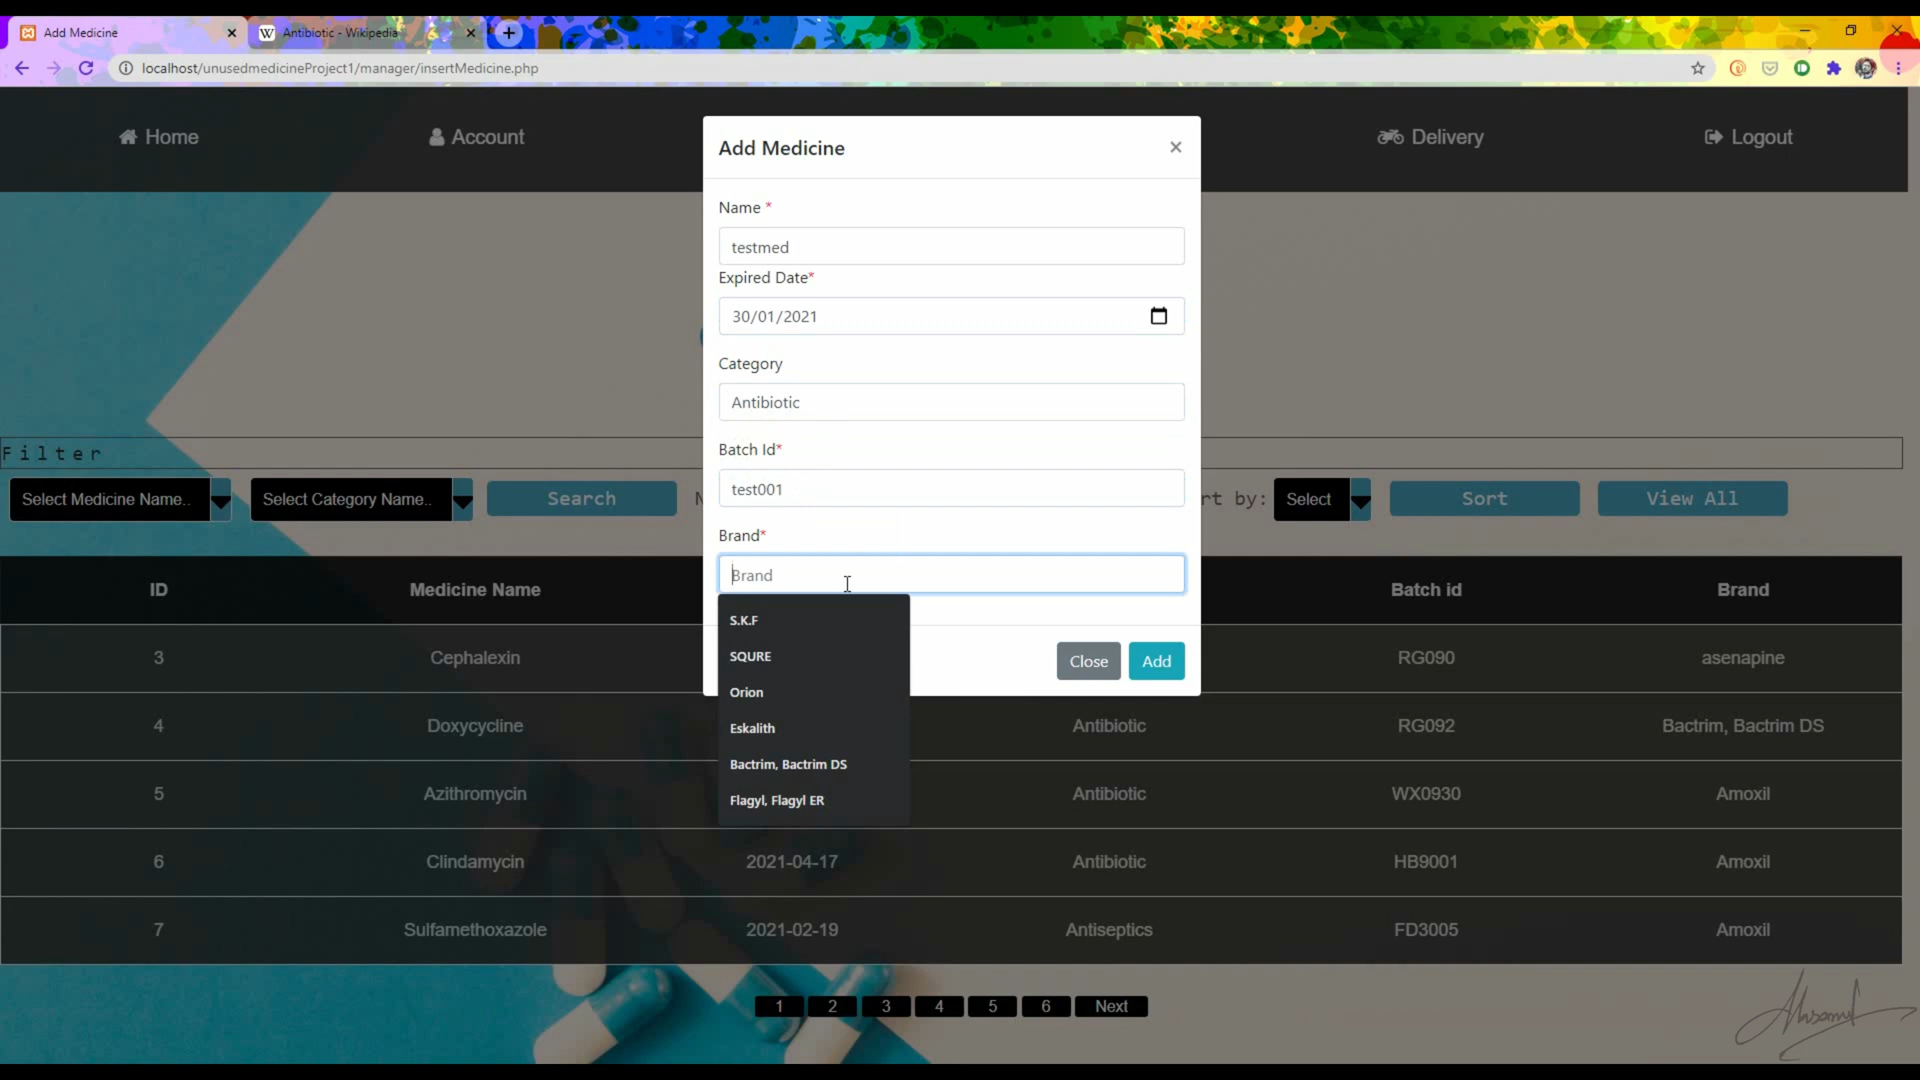 Add Medicine
Antibiotic - Wikipedia
localhost/unusedmedicineProject1/manager/insertMedicine.php
Home
Account
Delivery
Logout
Add Medicine
Name *
testmed
Expired Date*
30/01/2021
Category
Antibiotic
Batch Id*
test001
Brand*
Brand
S.K.F
SQURE
Orion
Eskalith
Bactrim, Bactrim DS
Flagyl, Flagyl ER
Close
Add
Filter
Select Medicine Name..
Select Category Name..
Search
rt by:
Select
Sort
View All
ID Medicine Name Batch id Brand
3 Cephalexin RG090 asenapine
4 Doxycycline Antibiotic RG092 Bactrim, Bactrim DS
5 Azithromycin Antibiotic WX0930 Amoxil
6 Clindamycin 2021-04-17 Antibiotic HB9001 Amoxil
7 Sulfamethoxazole 2021-02-19 Antiseptics FD3005 Amoxil
1 2 3 4 5 6 Next